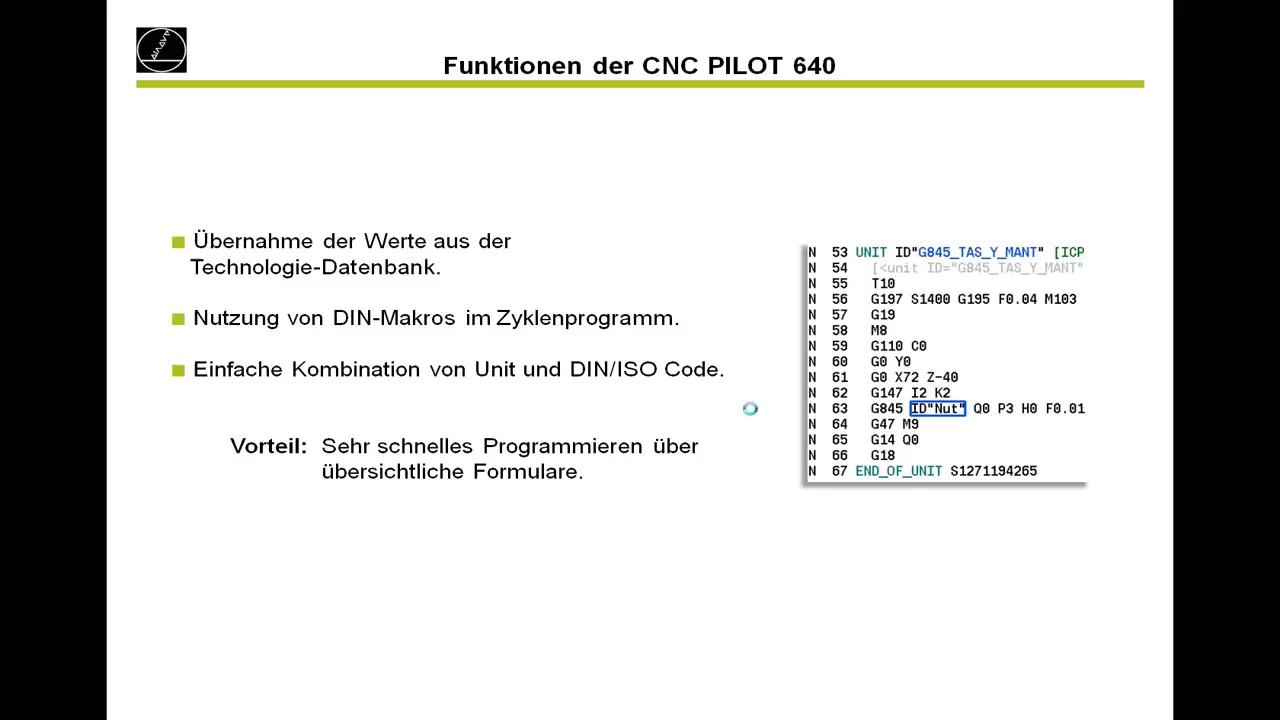 Funktionen der CNC PILOT 640
Übernahme der Werte aus der
Technologie-Datenbank.
Nutzung von DIN-Makros im Zyklenprogramm.
Einfache Kombination von Unit und DIN/ISO Code.
Vorteil: Sehr schnelles Programmieren über
übersichtliche Formulare.
N 53 UNIT ID"G845_TAS_Y_MANT" [ICP
N 54 [<unit ID="G845_TAS_Y_MANT"
N 55 T10
N 56 G197 S1400 G195 F0.04 M103
N 57 G19
N 58 M8
N 59 G110 C0
N 60 G0 Y0
N 61 G0 X72 Z-40
N 62 G147 I2 K2
N 63 G845 ID"Nut" Q0 P3 H0 F0.01
N 64 G47 M9
N 65 G14 Q0
N 66 G18
N 67 END_OF_UNIT S1271194265